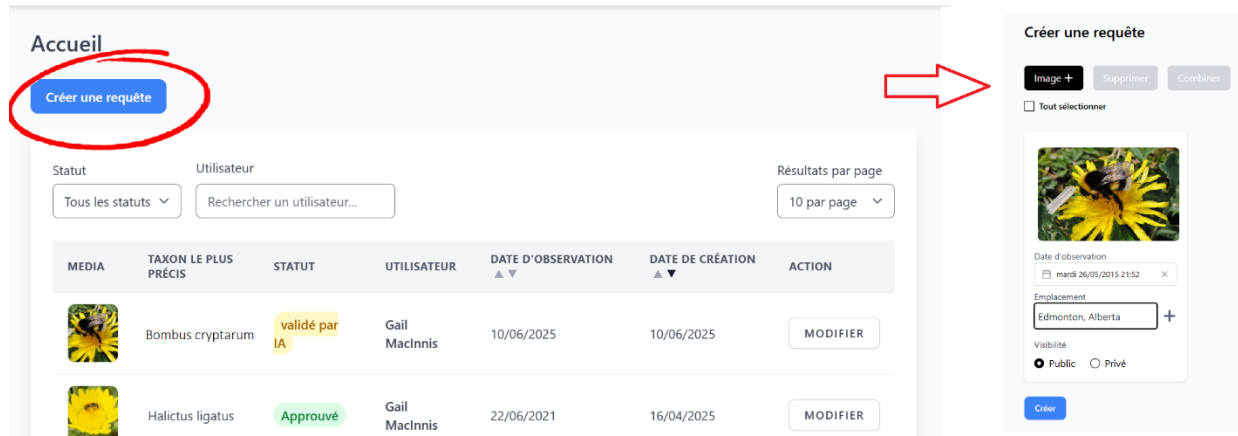 Accueil
Créer une requête
Statut
Utilisateur
Résultats par page
Tous les statuts
Rechercher un utilisateur...
10 par page
MEDIA
TAXON LE PLUS
PRÉCIS
STATUT
UTILISATEUR
DATE D'OBSERVATION
DATE DE CRÉATION
ACTION
Bombus cryptarum
validé par
IA
Gail
MacInnis
10/06/2025
10/06/2025
MODIFIER
Halictus ligatus
Approuvé
Gail
MacInnis
22/06/2021
16/04/2025
MODIFIER
Créer une requête
Image +
Supprimer
Combiner
Tout sélectionner
Date d'observation
mardi 26/05/2015 21:52
Emplacement
Edmonton, Alberta
Visibilité
Public
Privé
Créer